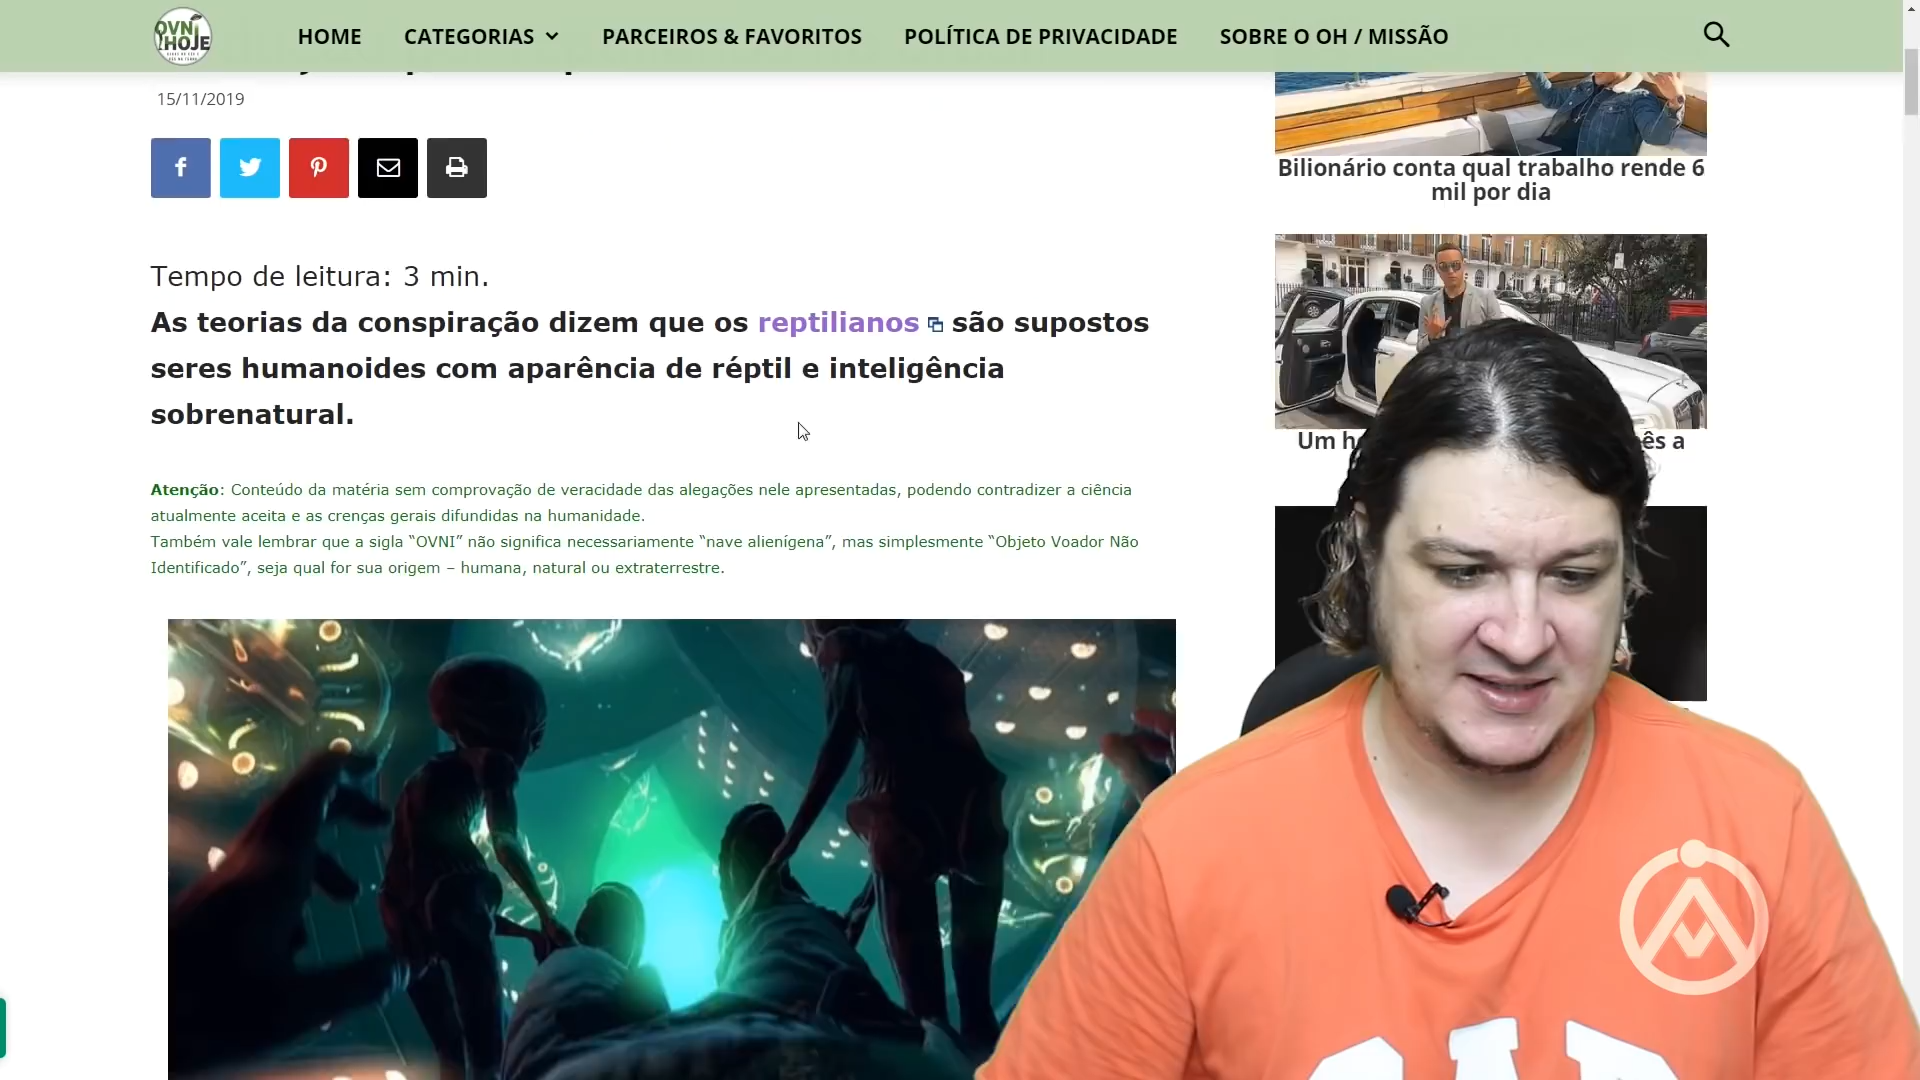 OVNI
HOJE
HOME
CATEGORIAS
PARCEIROS & FAVORITOS
POLÍTICA DE PRIVACIDADE
SOBRE O OH / MISSÃO
15/11/2019
Tempo de leitura: 3 min.
As teorias da conspiração dizem que os reptilianos são supostos
seres humanoides com aparência de réptil e inteligência
sobrenatural.
Atenção: Conteúdo da matéria sem comprovação de veracidade das alegações nele apresentadas, podendo contradizer a ciência
atualmente aceita e as crenças gerais difundidas na humanidade.
Também vale lembrar que a sigla “OVNI” não significa necessariamente “nave alienígena”, mas simplesmente “Objeto Voador Não
Identificado”, seja qual for sua origem – humana, natural ou extraterrestre.
Bilionário conta qual trabalho rende 6
mil por dia
Um
a
GAP